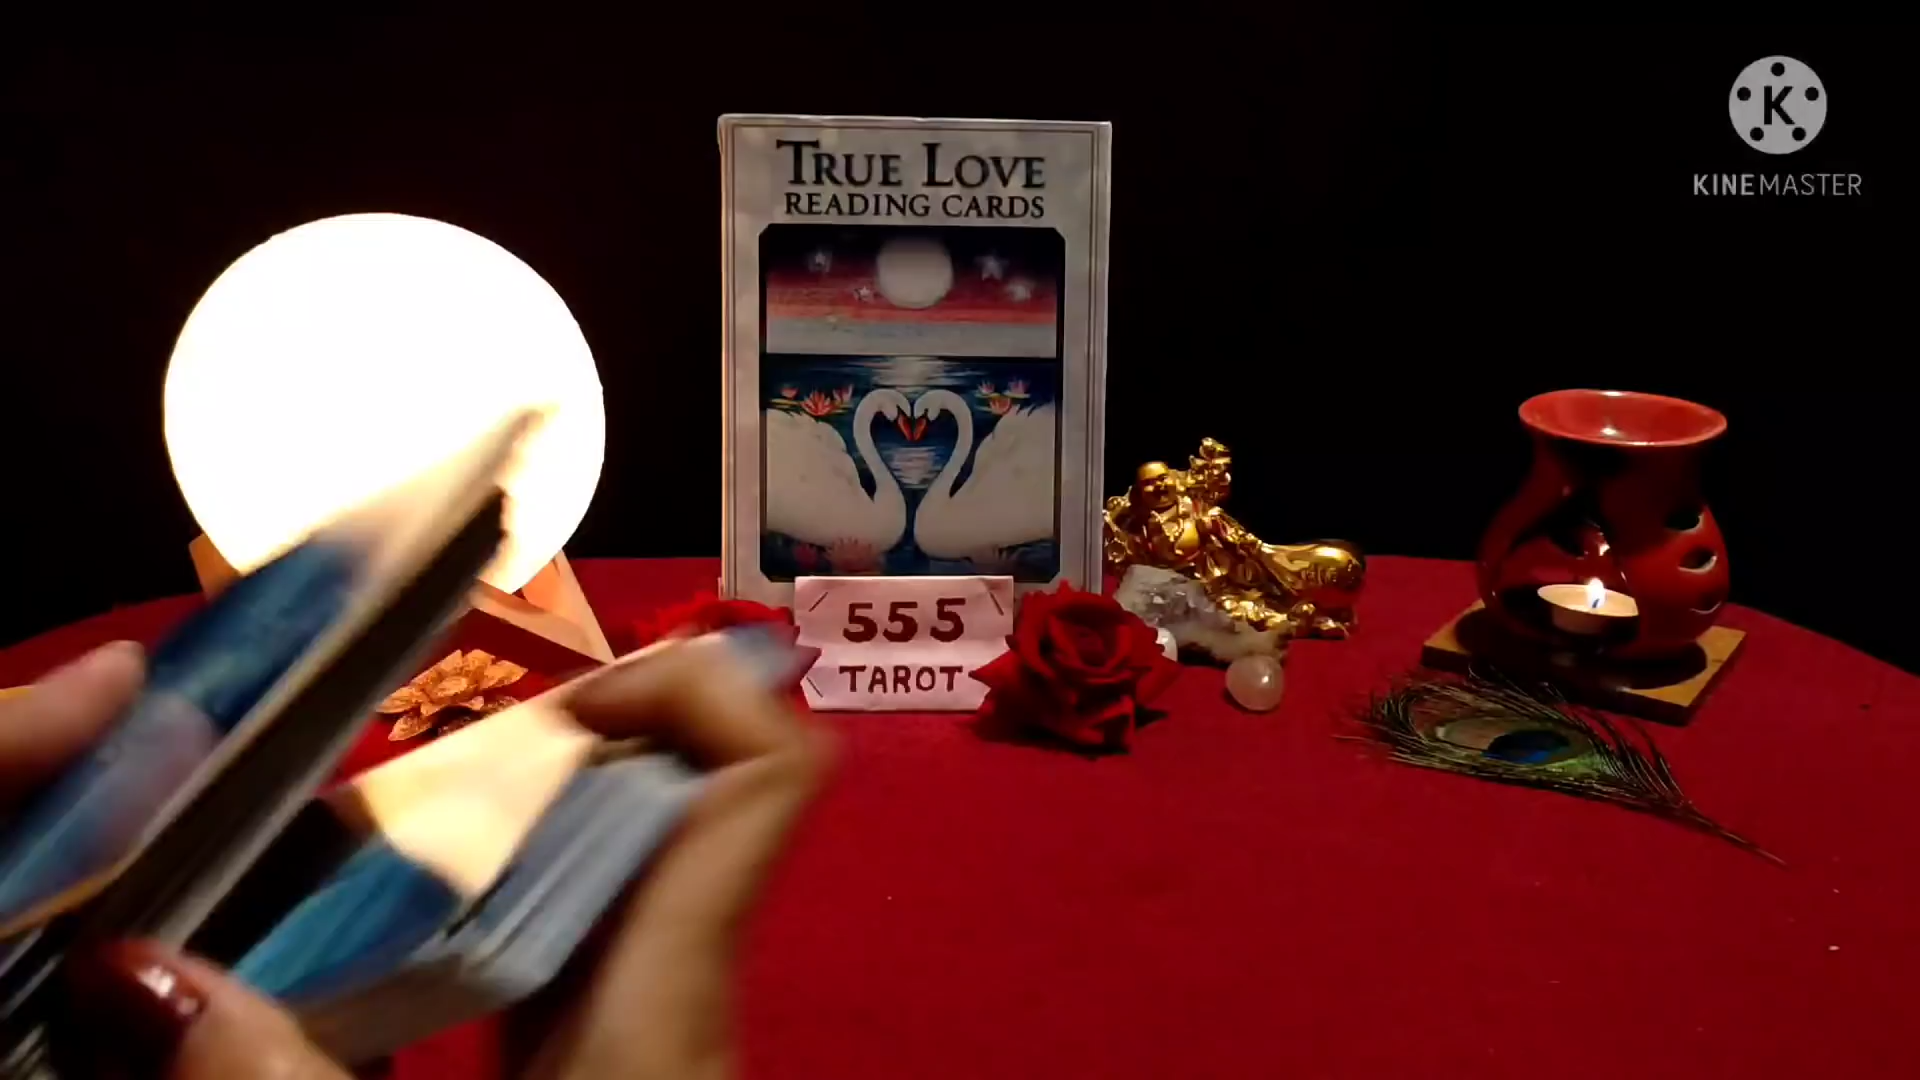 TRUE LOVE
READING CARDS
555
TAROT
K
KINEMASTER